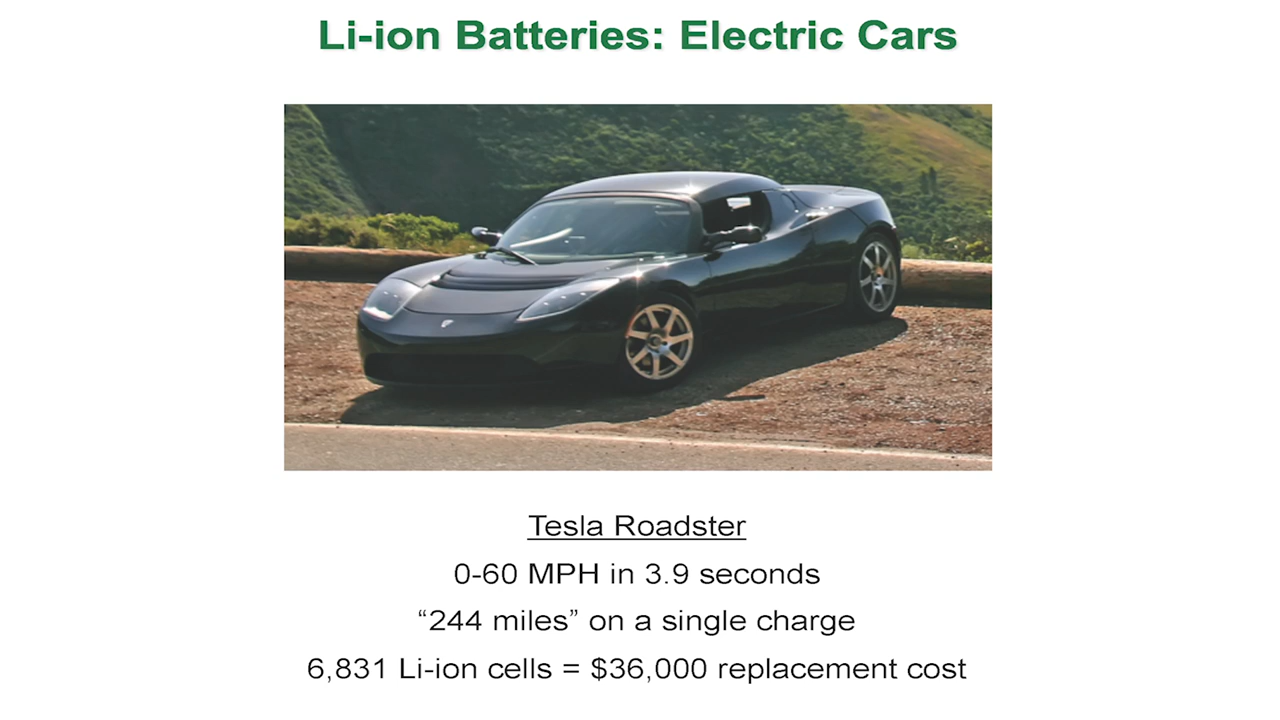 Li-ion Batteries: Electric Cars
Tesla Roadster
0-60 MPH in 3.9 seconds
“244 miles” on a single charge
6,831 Li-ion cells = $36,000 replacement cost